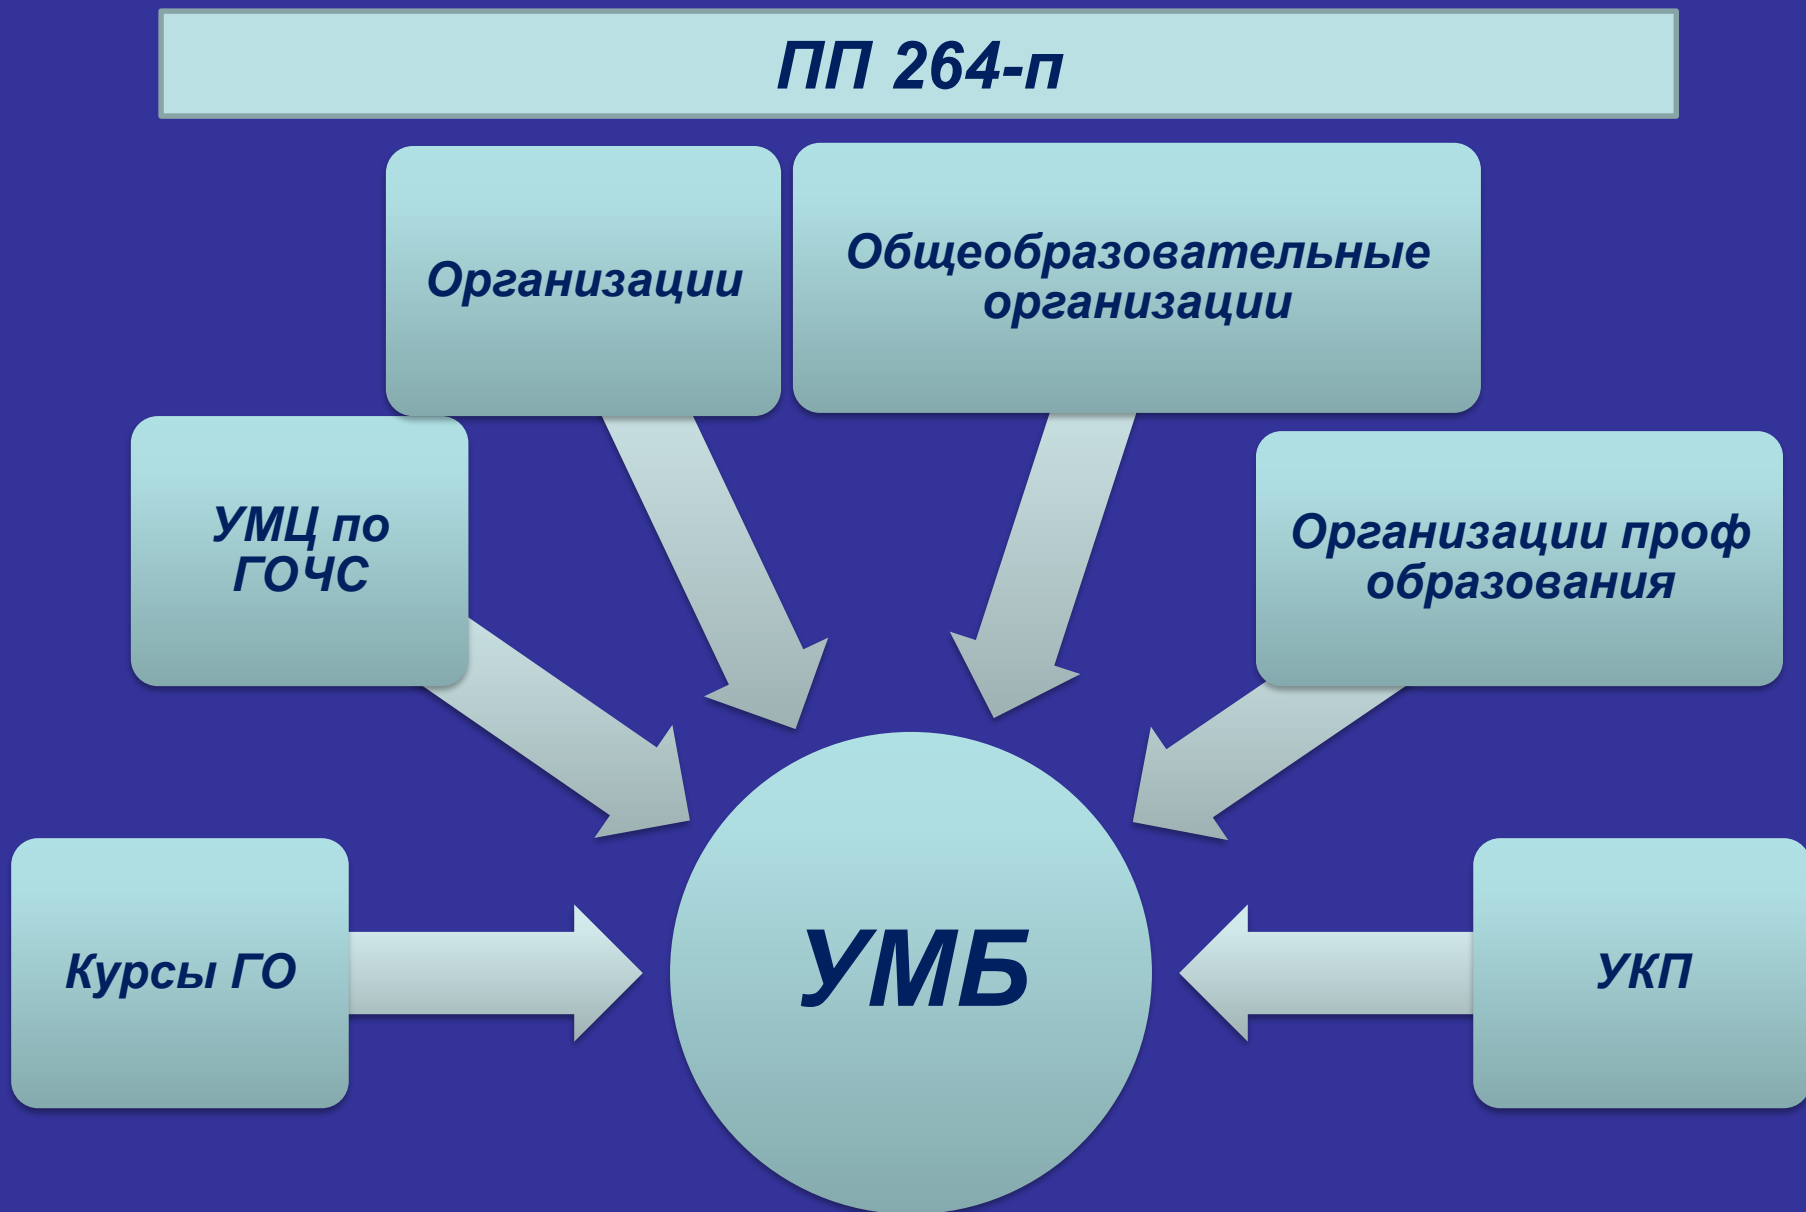 ПП 264-п
Организации
Общеобразовательные
организации
УМЦ по
ГОЧС
Организации проф
образования
Курсы ГО
УМБ
УКП